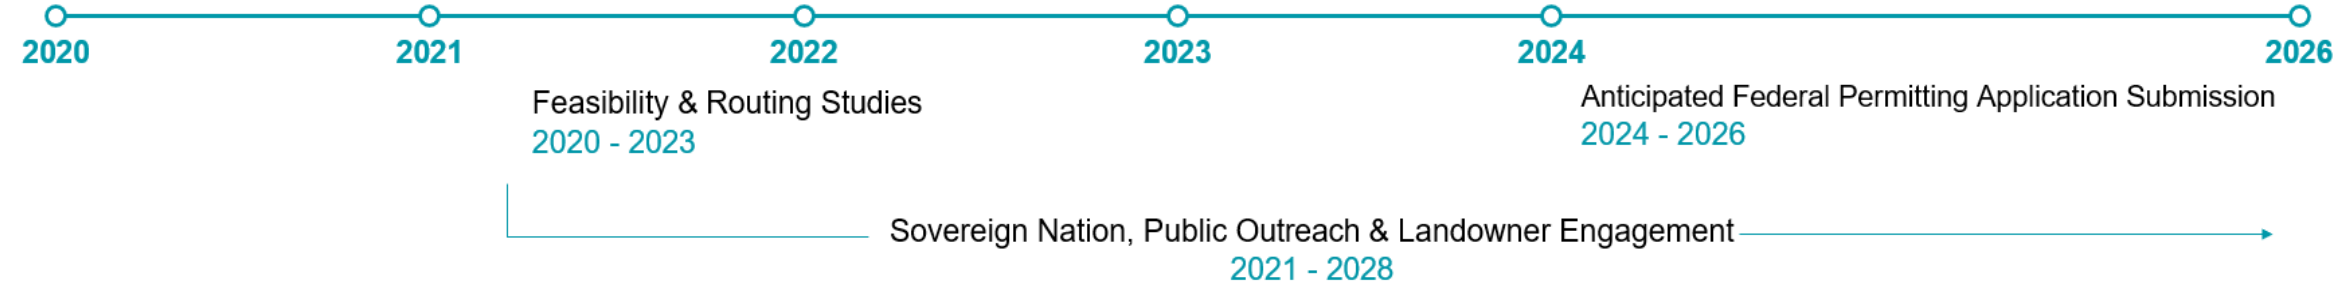 2020 2021 2022 2023 2024 2026
Feasibility & Routing Studies
2020 - 2023
Anticipated Federal Permitting Application Submission
2024 - 2026
Sovereign Nation, Public Outreach & Landowner Engagement
2021 - 2028